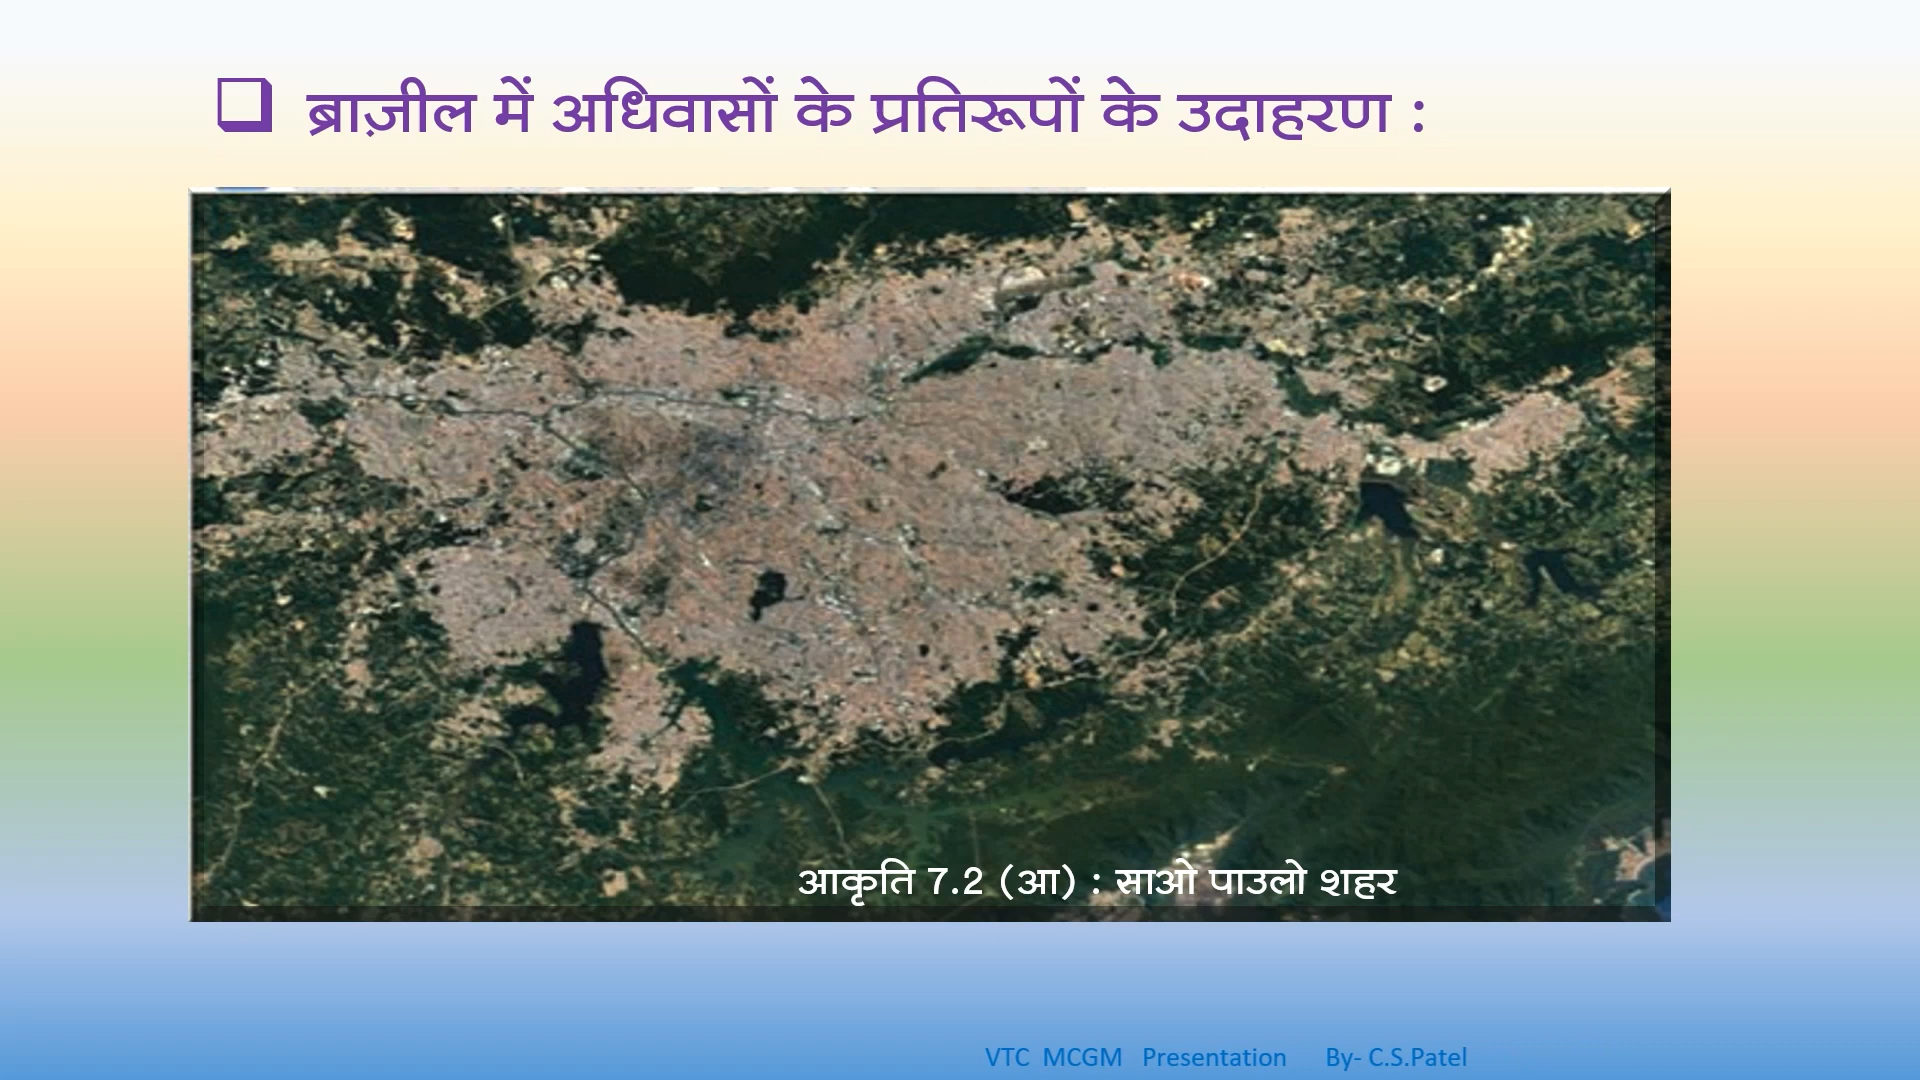 ❑ ब्राज़ील में अधिवासों के प्रतिरूपों के उदाहरण :
आकृति 7.2 (आ) : साओ पाउलो शहर
VTC MCGM Presentation By- C.S.Patel